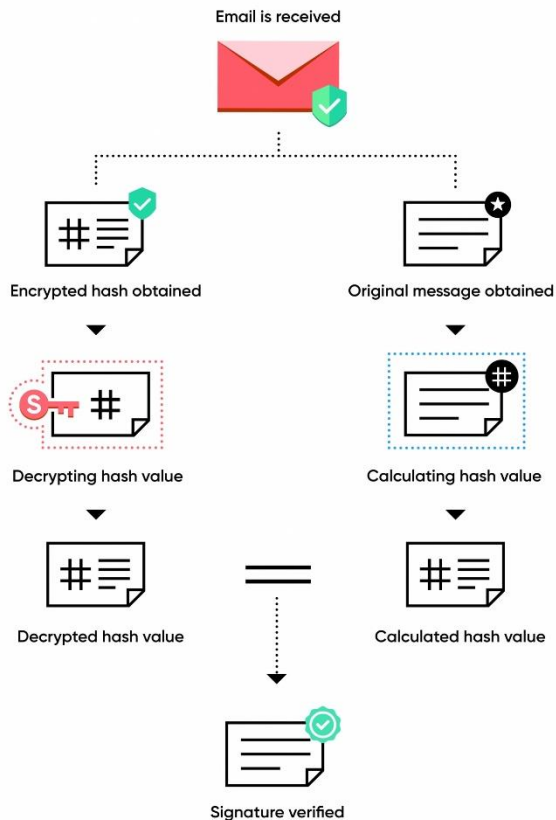 Email is received
Encrypted hash obtained
Original message obtained
S
#
#
Decrypting hash value
Calculating hash value
Decrypted hash value
Calculated hash value
Signature verified